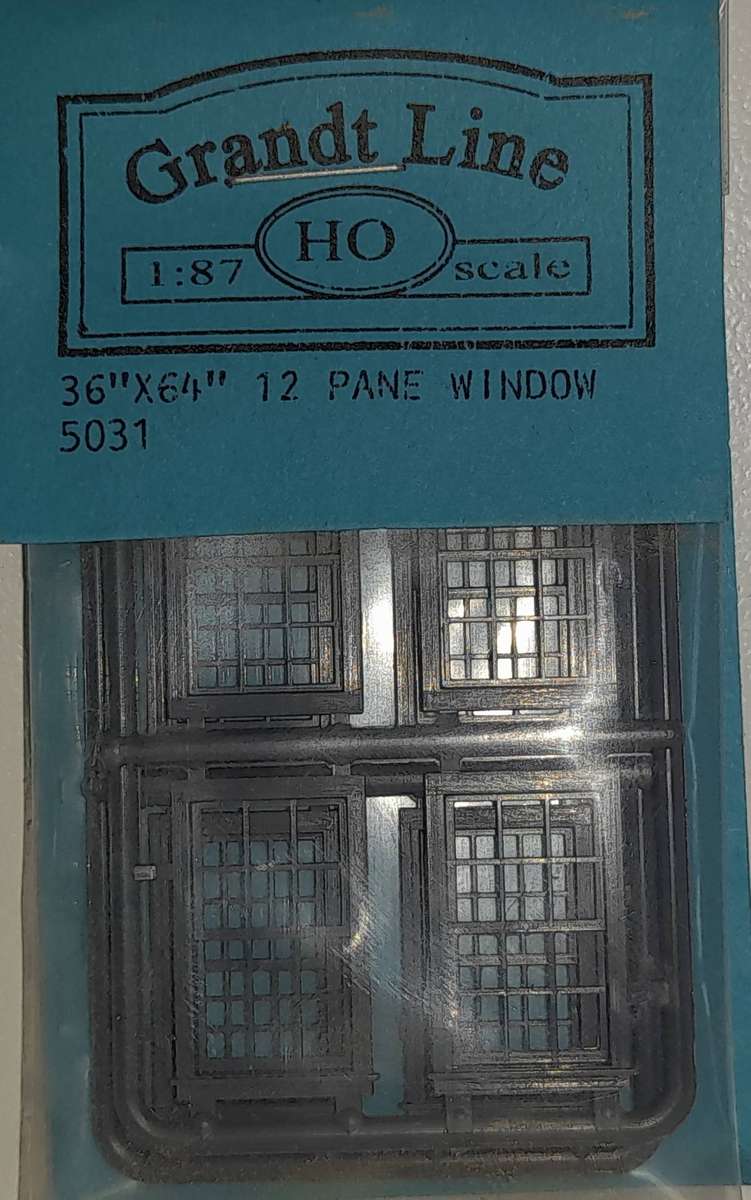 Grandt Line
HO
1:87 scale
36"X64" 12 PANE WINDOW
5031